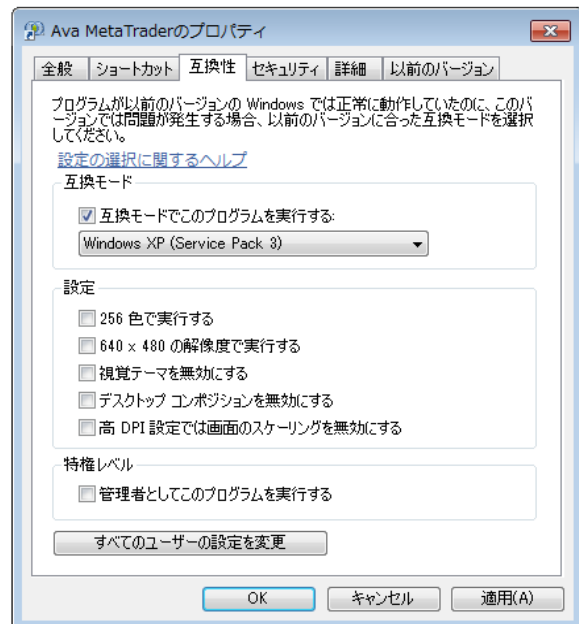 Ava MetaTraderのプロパティ
全般 ショートカット 互換性 セキュリティ 詳細 以前のバージョン
プログラムが以前のバージョンの Windows では正常に動作していたのに、このバ
ージョンでは問題が発生する場合、以前のバージョンに合った互換モードを選択
してください。
設定の選択に関するヘルプ
互換モード
互換モードでこのプログラムを実行する:
Windows XP (Service Pack 3)
設定
256 色で実行する
640 x 480 の解像度で実行する
視覚テーマを無効にする
デスクトップ コンポジションを無効にする
高 DPI 設定では画面のスケーリングを無効にする
特権レベル
管理者としてこのプログラムを実行する
すべてのユーザーの設定を変更
OK キャンセル 適用(A)